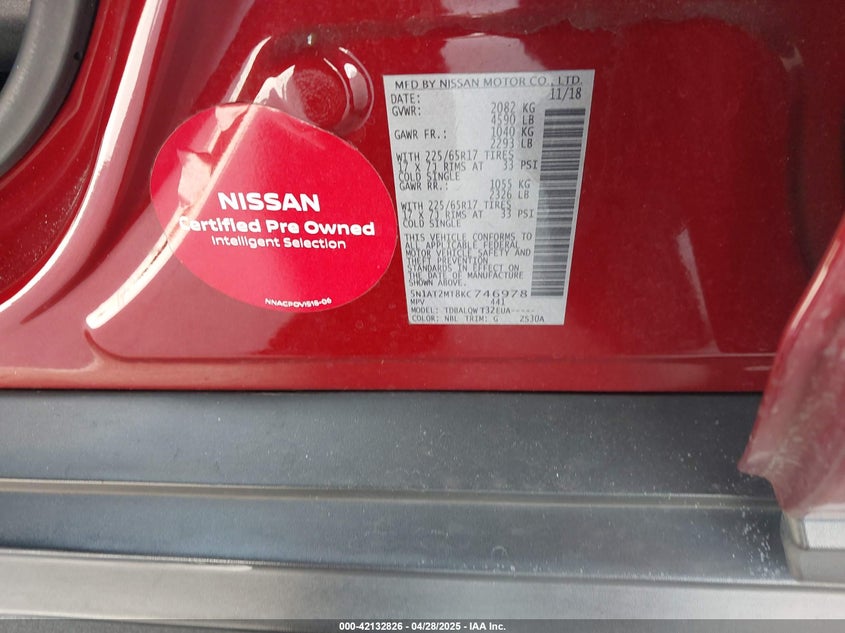 NISSAN
Certified Pre Owned
Intelligent Selection
NNACPOVIS18-06
MFD BY NISSAN MOTOR CO., LTD.
DATE: 11/18
GVWR: 2082 KG
4590 LB
GAWR FR.: 1040 KG
2293 LB
WITH 225/65R17 TIRES
17 X 7J RIMS AT 33 PSI
COLD SINGLE
GAWR RR.: 1055 KG
2326 LB
WITH 225/65R17 TIRES
17 X 7J RIMS AT 33 PSI
COLD SINGLE
THIS VEHICLE CONFORMS TO
ALL APPLICABLE FEDERAL
MOTOR VEHICLE SAFETY AND
THEFT PREVENTION
STANDARDS IN EFFECT ON
THE DATE OF MANUFACTURE
SHOWN ABOVE.
5N1AT2MT8KC746978
MPV 441
MODEL: TDBALQWT32EUA-----
COLOR: NBL TRIM: G ZS30A
000-42132826 04/28/2025 - IAA Inc.